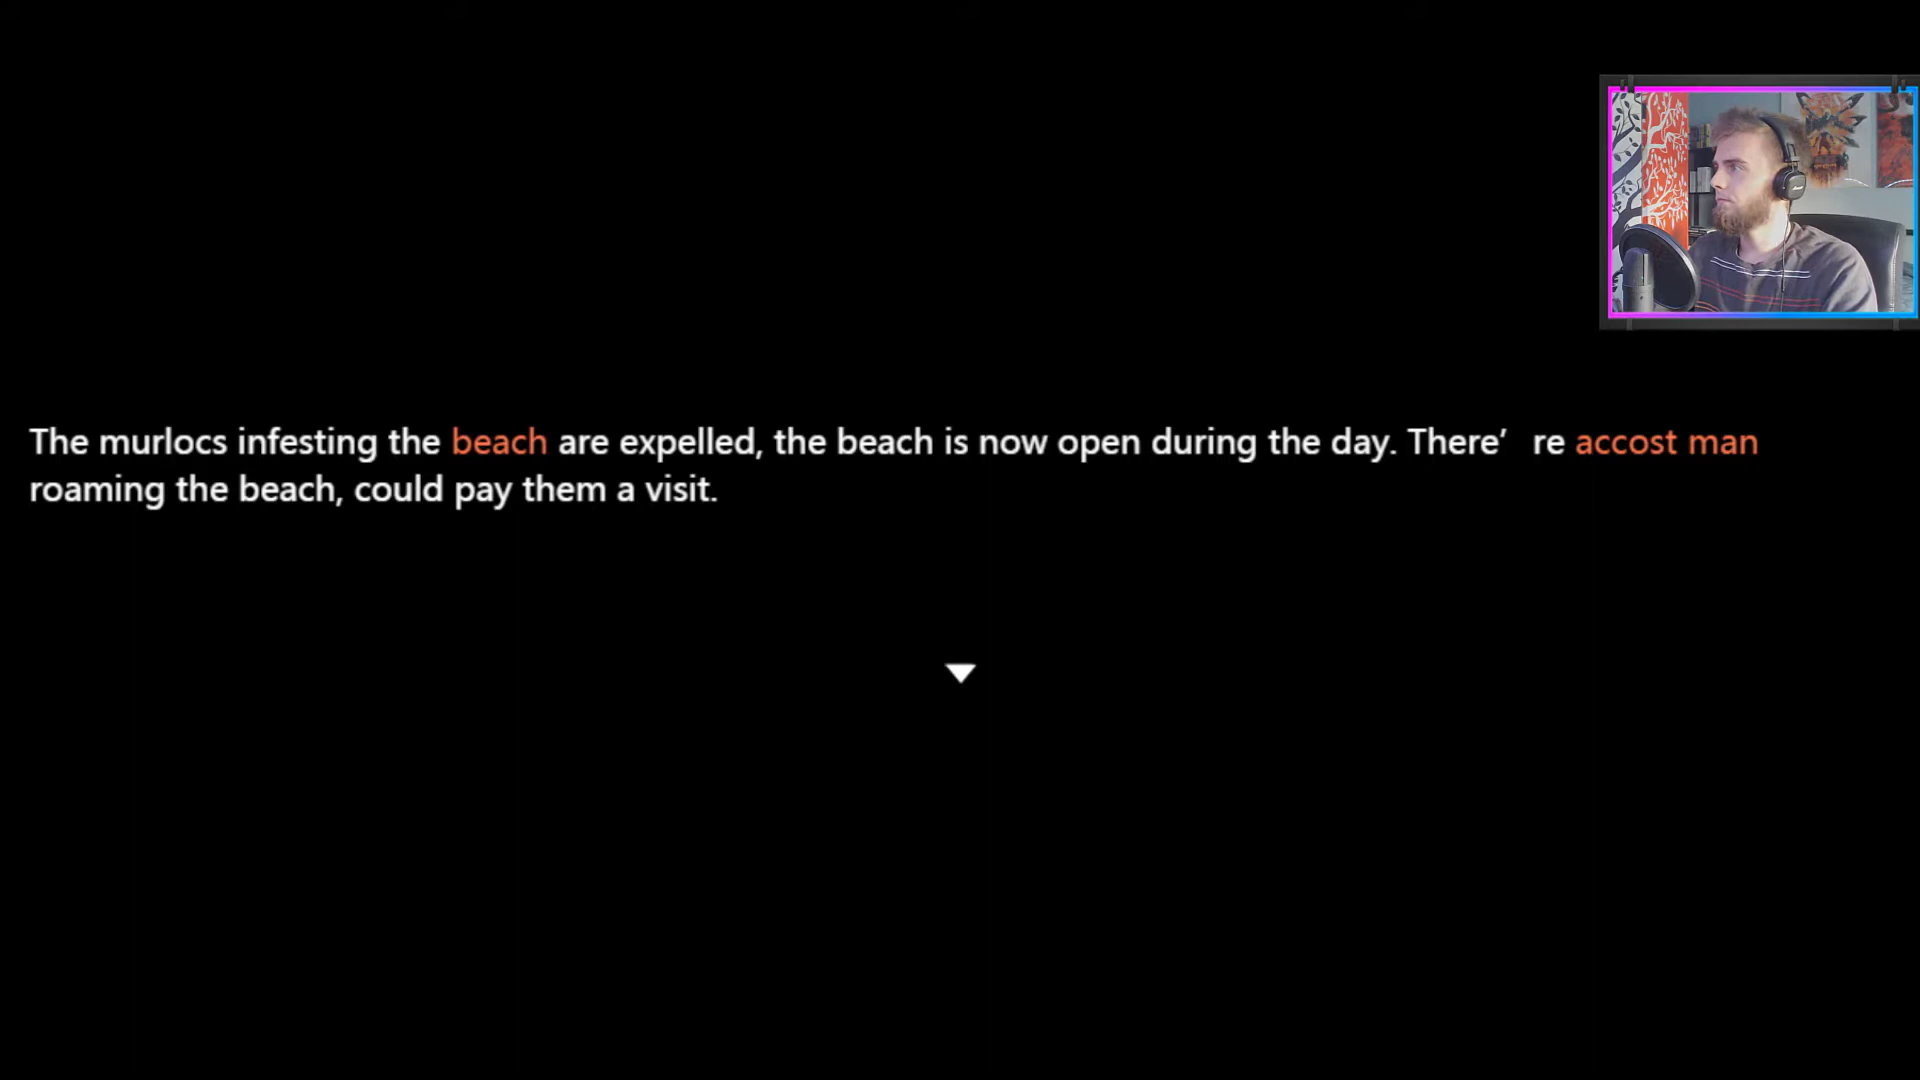 The murlocs infesting the beach are expelled, the beach is now open during the day. There’ re accost man
roaming the beach, could pay them a visit.